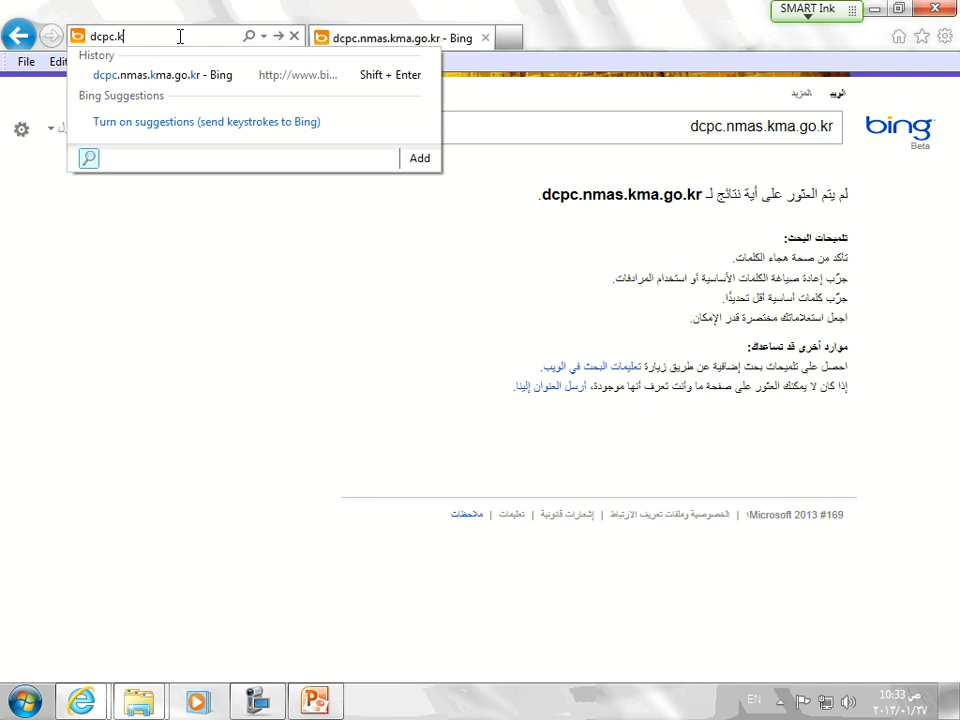 SMART Ink
dcpc.k
dcpc.nmas.kma.go.kr - Bing
File Edit
History
dcpc.nmas.kma.go.kr - Bing http://www.bi... Shift + Enter
Bing Suggestions
Turn on suggestions (send keystrokes to Bing)
Add
الويب المزيد
dcpc.nmas.kma.go.kr
bing
Beta
لم يتم العثور على أية نتائج لـ dcpc.nmas.kma.go.kr.
تلميحات البحث:
تأكد من صحة هجاء الكلمات.
جرّب إعادة صياغة الكلمات الأساسية أو استخدام المرادفات.
جرّب كلمات أساسية أقل تحديدًا.
اجعل استعلاماتك مختصرة قدر الإمكان.
موارد أخرى قد تساعدك:
احصل على تلميحات بحث إضافية عن طريق زيارة تعليمات البحث في الويب.
إذا كان لا يمكنك العثور على صفحة ما وأنت تعرف أنها موجودة، أرسل العنوان إلينا.
Microsoft 2013 #169 | الخصوصية وملفات تعريف الارتباط | إشعارات قانونية | تعليمات | ملاحظات
EN
10:33 ص
٢٠١٣/٠١/٢٧